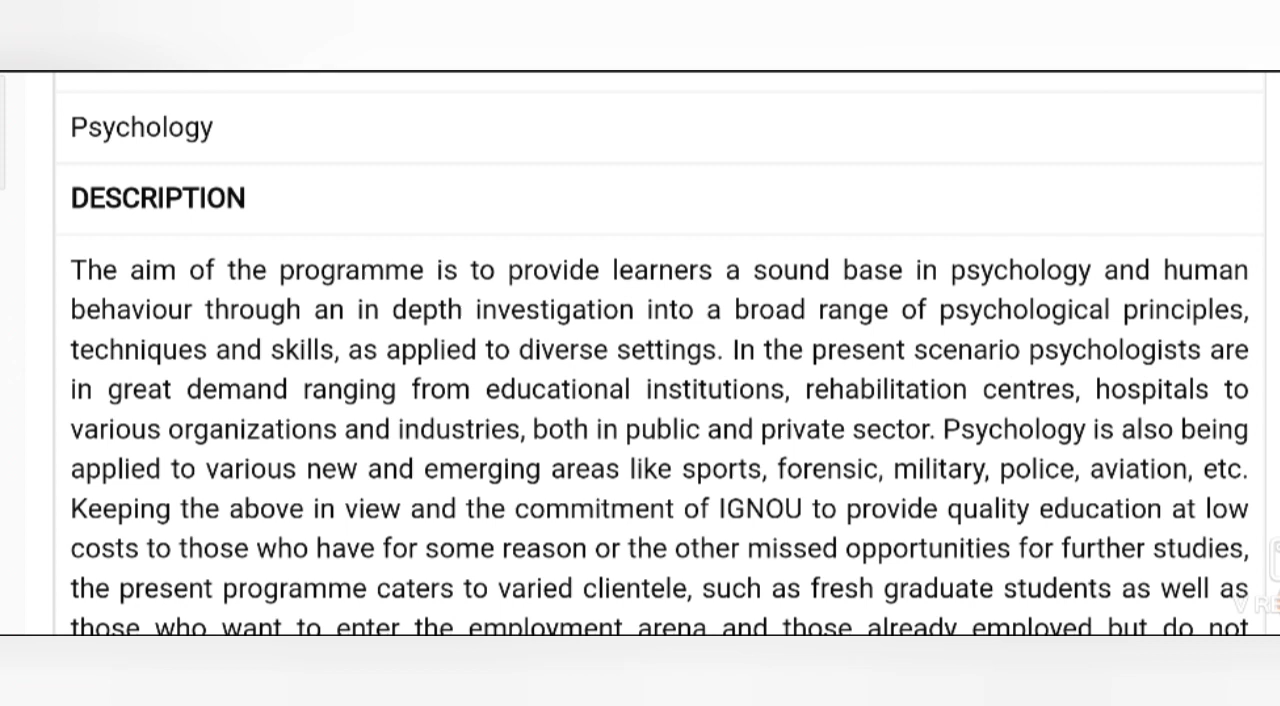 Psychology
DESCRIPTION
The aim of the programme is to provide learners a sound base in psychology and human
behaviour through an in depth investigation into a broad range of psychological principles,
techniques and skills, as applied to diverse settings. In the present scenario psychologists are
in great demand ranging from educational institutions, rehabilitation centres, hospitals to
various organizations and industries, both in public and private sector. Psychology is also being
applied to various new and emerging areas like sports, forensic, military, police, aviation, etc.
Keeping the above in view and the commitment of IGNOU to provide quality education at low
costs to those who have for some reason or the other missed opportunities for further studies,
the present programme caters to varied clientele, such as fresh graduate students as well as
those who want to enter the employment arena and those already employed but do not